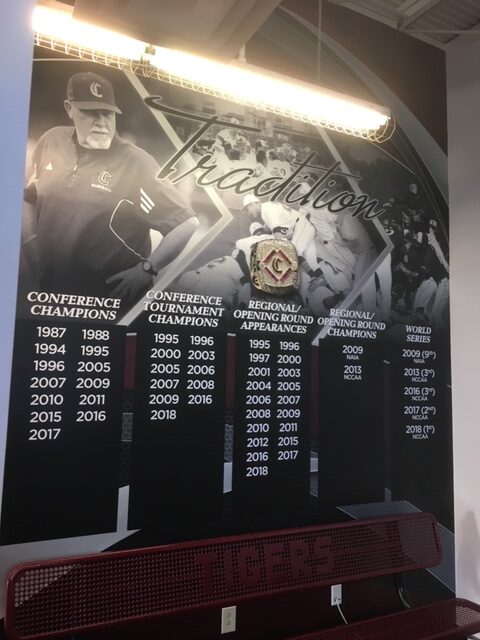 C
C
BASEBALL
Tradition
C
CONFERENCE
CHAMPIONS
1987 1988
1994 1995
1996 2005
2007 2009
2010 2011
2015 2016
2017
CONFERENCE
TOURNAMENT
CHAMPIONS
1995 1996
2000 2003
2005 2006
2007 2008
2009 2016
2018
REGIONAL/
OPENING ROUND
APPEARANCES
1995 1996
1997 2000
2001 2003
2004 2005
2006 2007
2008 2009
2010 2011
2012 2015
2016 2017
2018
REGIONAL/
OPENING ROUND
CHAMPIONS
2009
NAIA
2013
NCCAA
WORLD
SERIES
2009 (9th)
NAIA
2013 (3rd)
NCCAA
2016 (3rd)
NCCAA
2017 (2nd)
NCCAA
2018 (1st)
NCCAA
TIGERS